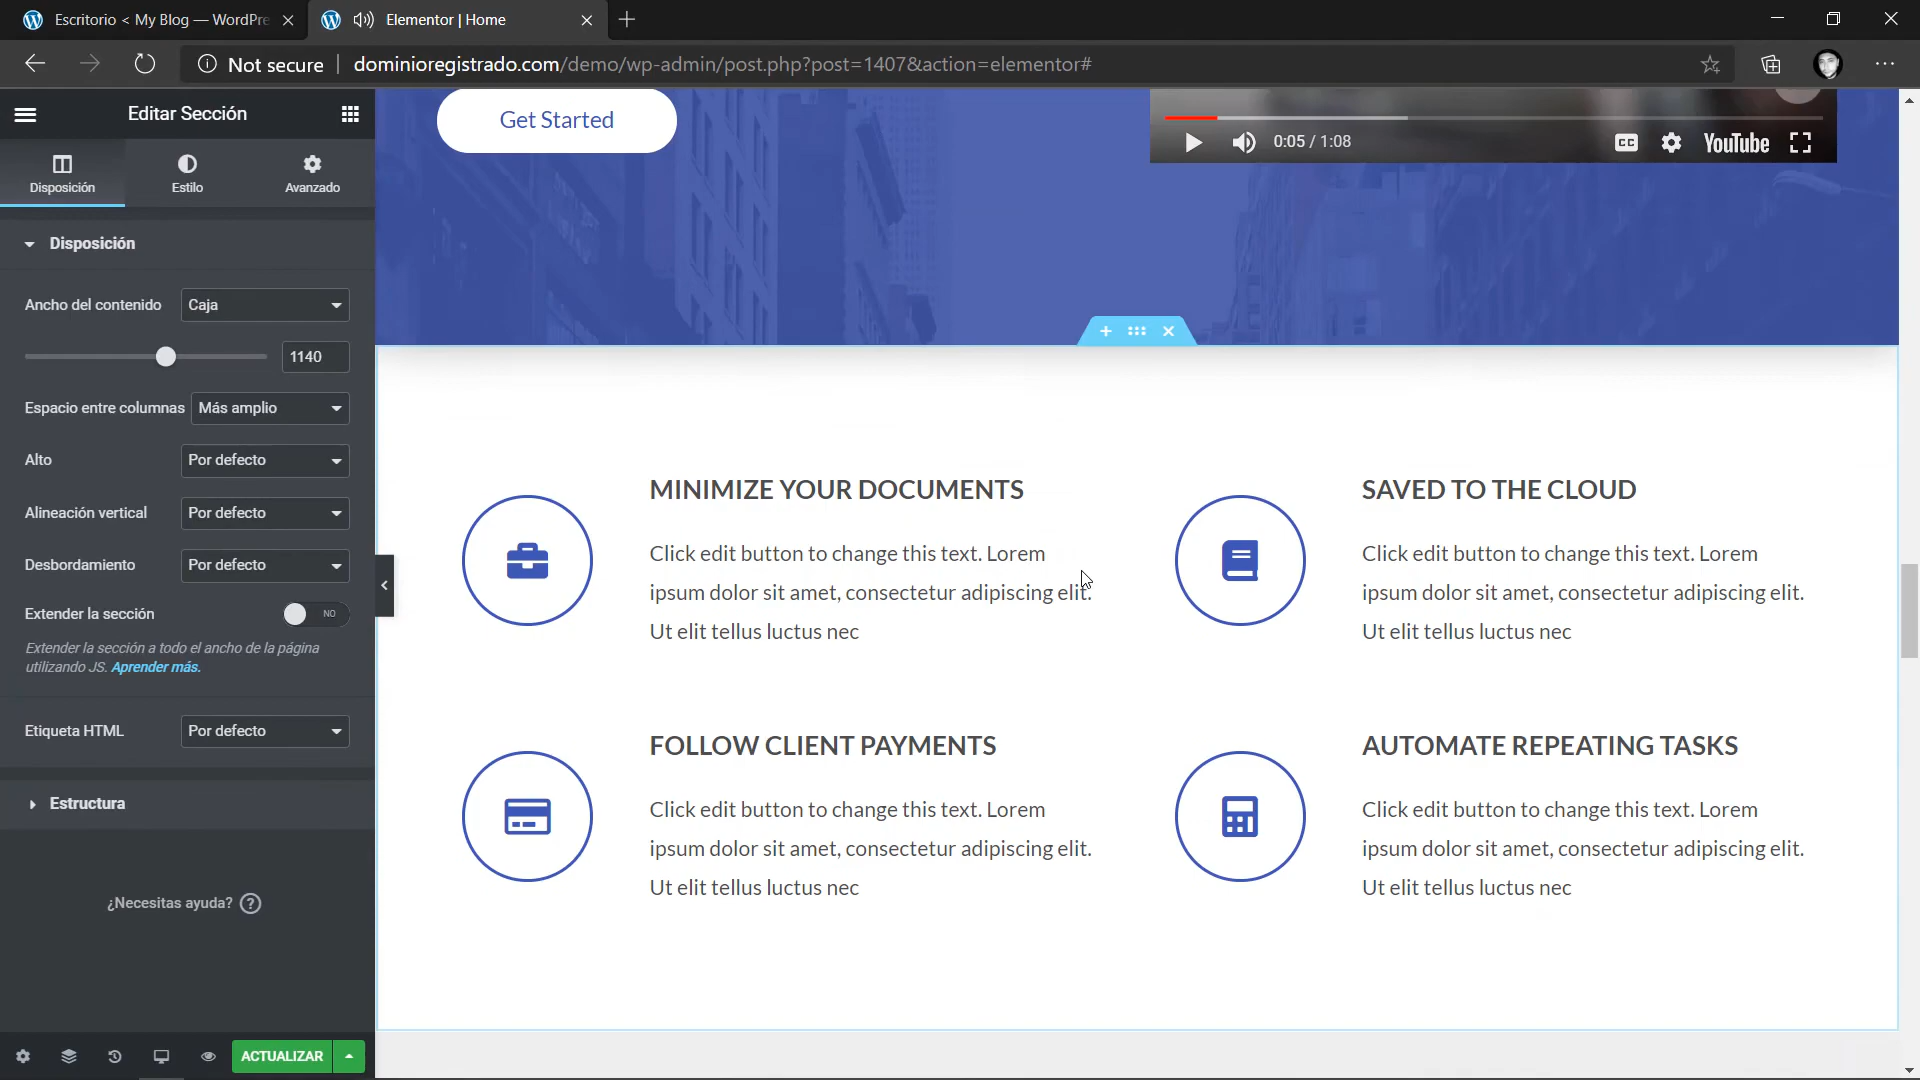 Escritorio < My Blog — WordPre
Elementor | Home
Not secure
dominioregistrado.com/demo/wp-admin/post.php?post=1407&action=elementor#
Editar Sección
Disposición
Estilo
Avanzado
Disposición
Ancho del contenido
Caja
1140
Espacio entre columnas
Más amplio
Alto
Por defecto
Alineación vertical
Por defecto
Desbordamiento
Por defecto
Extender la sección
NO
Extender la sección a todo el ancho de la página
utilizando JS. Aprender más.
Etiqueta HTML
Por defecto
Estructura
¿Necesitas ayuda? ?
ACTUALIZAR
Get Started
0:05 / 1:08
CC
YouTube
MINIMIZE YOUR DOCUMENTS
Click edit button to change this text. Lorem
ipsum dolor sit amet, consectetur adipiscing elit.
Ut elit tellus luctus nec
SAVED TO THE CLOUD
Click edit button to change this text. Lorem
ipsum dolor sit amet, consectetur adipiscing elit.
Ut elit tellus luctus nec
FOLLOW CLIENT PAYMENTS
Click edit button to change this text. Lorem
ipsum dolor sit amet, consectetur adipiscing elit.
Ut elit tellus luctus nec
AUTOMATE REPEATING TASKS
Click edit button to change this text. Lorem
ipsum dolor sit amet, consectetur adipiscing elit.
Ut elit tellus luctus nec